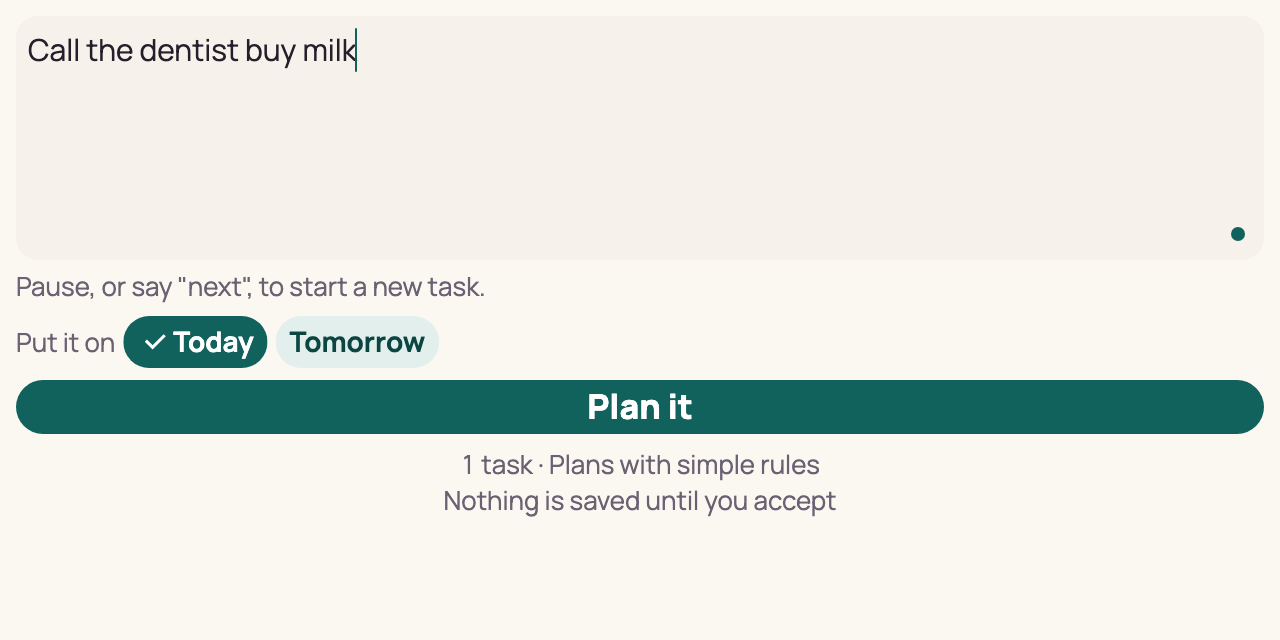 Call the dentist buy milk
Pause, or say "next", to start a new task.
Put it on ✓ Today Tomorrow
Plan it
1 task · Plans with simple rules
Nothing is saved until you accept